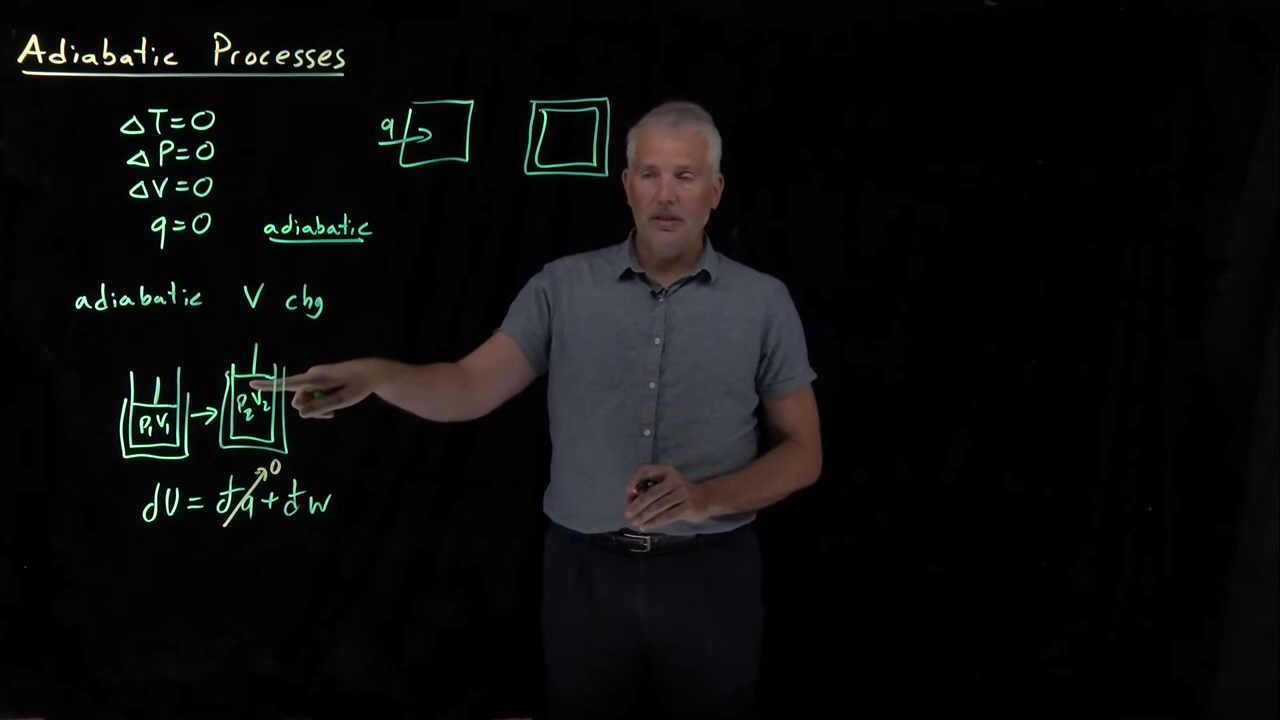 Adiabatic Processes
ΔT=0
ΔP=0
ΔV=0
q=0 adiabatic
q
adiabatic V chg
P₁V₁ → P₂V₂
dU = đq + đw
0